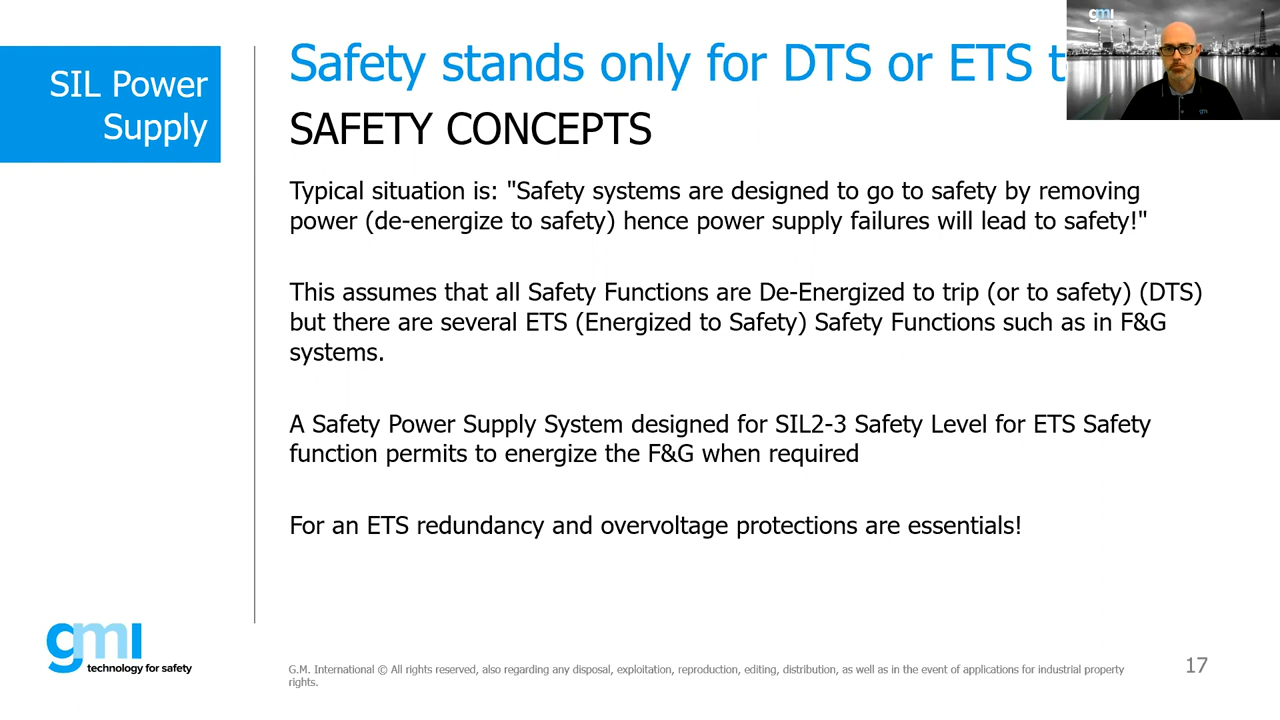 gmi
SIL Power
Supply
Safety stands only for DTS or ETS
SAFETY CONCEPTS
Typical situation is: "Safety systems are designed to go to safety by removing
power (de-energize to safety) hence power supply failures will lead to safety!"
This assumes that all Safety Functions are De-Energized to trip (or to safety) (DTS)
but there are several ETS (Energized to Safety) Safety Functions such as in F&G
systems.
A Safety Power Supply System designed for SIL2-3 Safety Level for ETS Safety
function permits to energize the F&G when required
For an ETS redundancy and overvoltage protections are essentials!
gmi
technology for safety
G.M. International © All rights reserved, also regarding any disposal, exploitation, reproduction, editing, distribution, as well as in the event of applications for industrial property
rights.
17